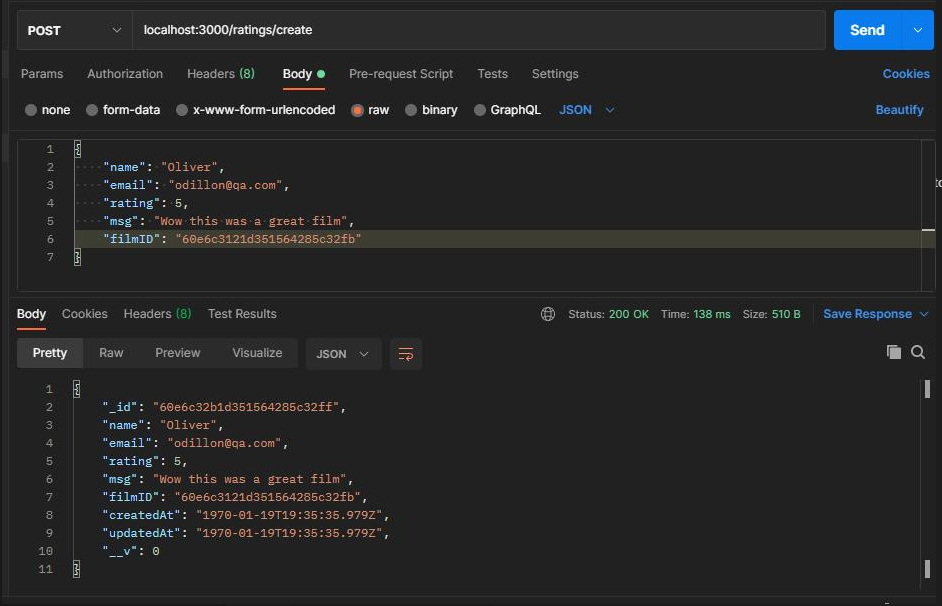 POST localhost:3000/ratings/create Send
Params Authorization Headers (8) Body Pre-request Script Tests Settings Cookies
none form-data x-www-form-urlencoded raw binary GraphQL JSON Beautify
1 {
2 "name": "Oliver",
3 "email": "odillon@qa.com",
4 "rating": 5,
5 "msg": "Wow this was a great film",
6 "filmID": "60e6c3121d351564285c32fb"
7 }
Body Cookies Headers (8) Test Results Status: 200 OK Time: 138 ms Size: 510 B Save Response
Pretty Raw Preview Visualize JSON
1 {
2 "_id": "60e6c32b1d351564285c32ff",
3 "name": "Oliver",
4 "email": "odillon@qa.com",
5 "rating": 5,
6 "msg": "Wow this was a great film",
7 "filmID": "60e6c3121d351564285c32fb",
8 "createdAt": "1970-01-19T19:35:35.979Z",
9 "updatedAt": "1970-01-19T19:35:35.979Z",
10 "__v": 0
11 }